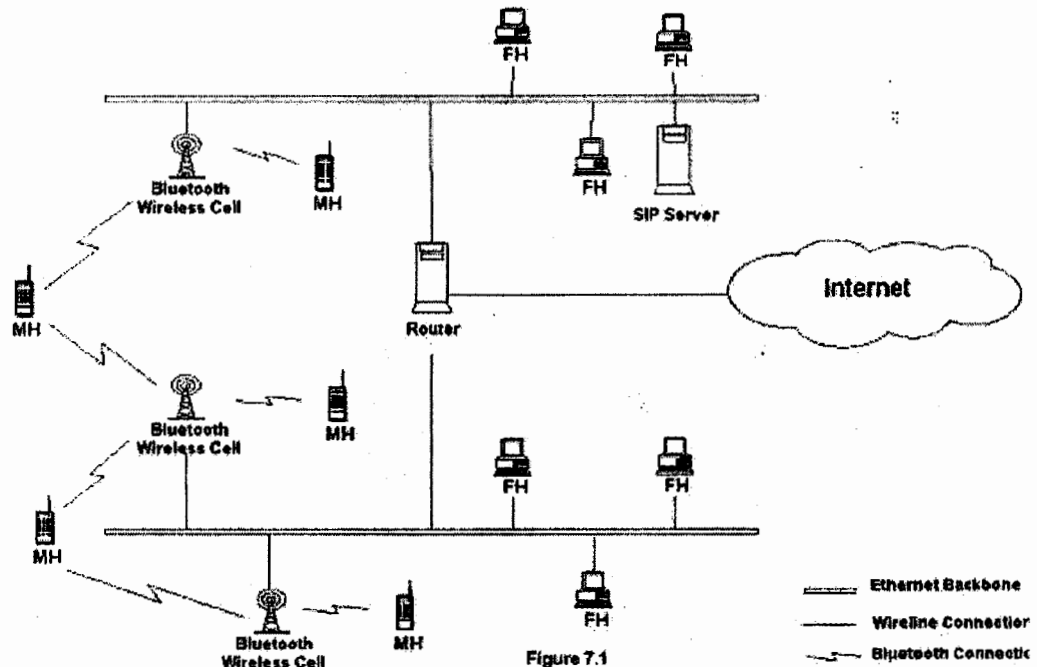 FH
FH
Bluetooth
Wireless Cell
MH
FH
SIP Server
MH
Router
Internet
Bluetooth
Wireless Cell
MH
FH
FH
MH
FH
Bluetooth
Wireless Cell
MH
Ethernet Backbone
Wireline Connection
Bluetooth Connectic
Figure 7.1